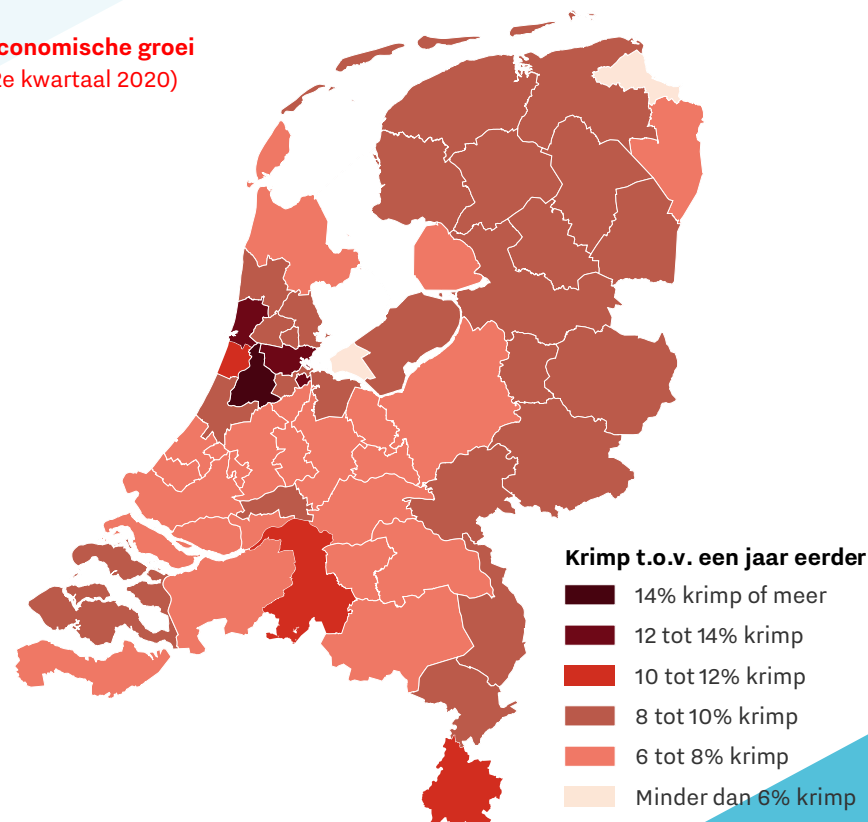 conomische groei
2e kwartaal 2020)
Krimp t.o.v. een jaar eerder
14% krimp of meer
12 tot 14% krimp
10 tot 12% krimp
8 tot 10% krimp
6 tot 8% krimp
Minder dan 6% krimp